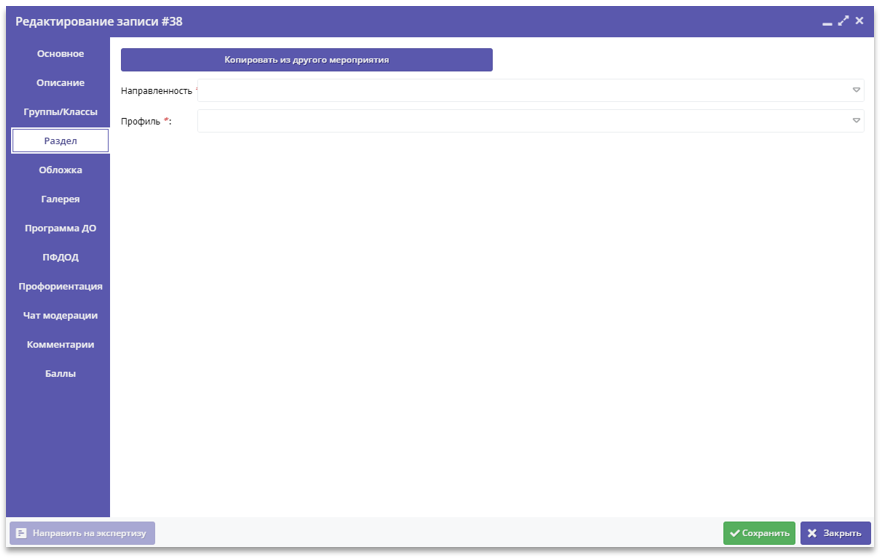 Редактирование записи #38
Основное
Описание
Группы/Классы
Раздел
Обложка
Галерея
Программа ДО
ПФДОД
Профориентация
Чат модерации
Комментарии
Баллы
Копировать из другого мероприятия
Направленность *
Профиль *:
Направить на экспертизу
Сохранить
Закрыть